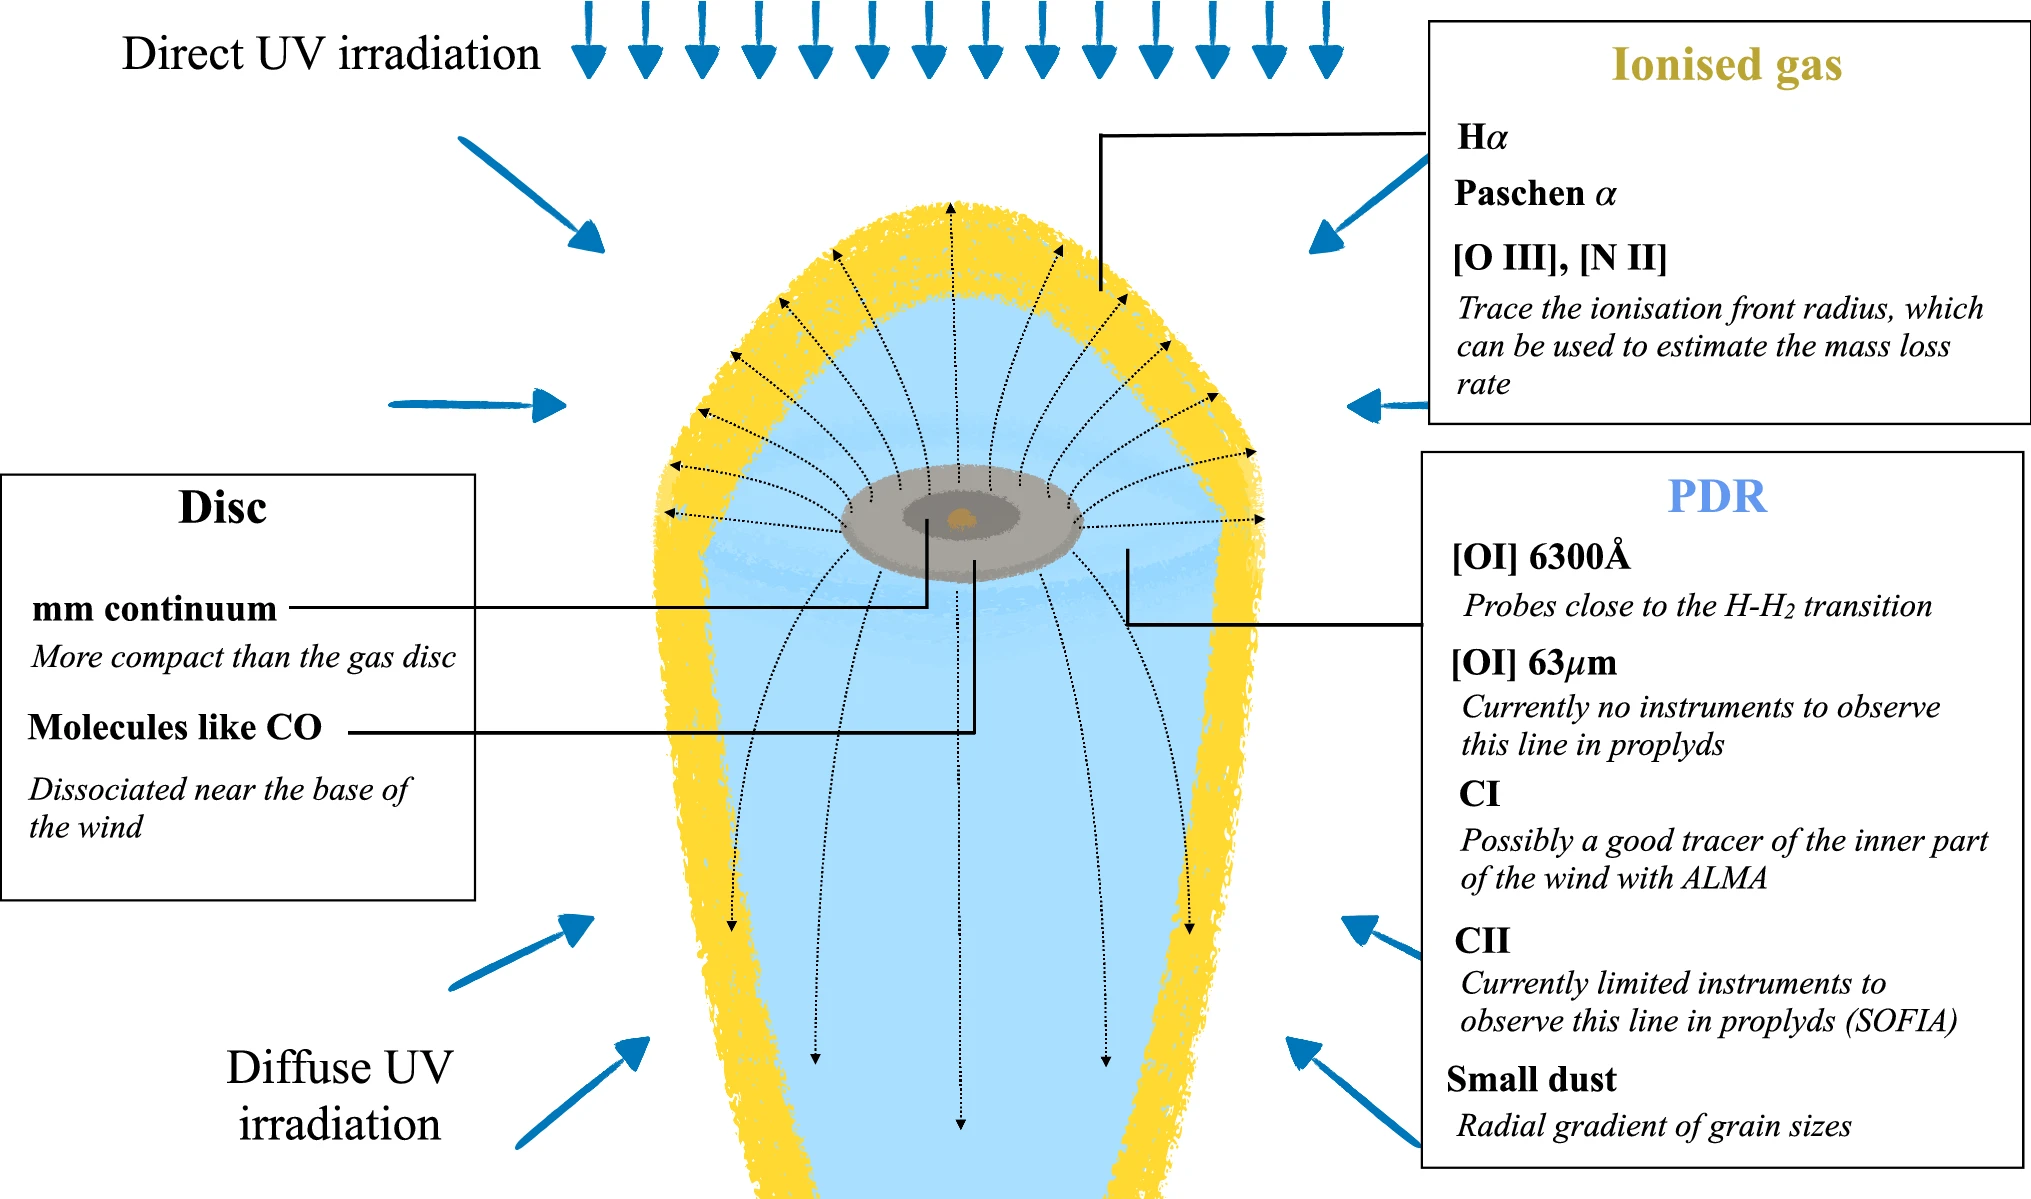 Direct UV irradiation
Ionised gas
Hα
Paschen α
[O III], [N II]
Trace the ionisation front radius, which
can be used to estimate the mass loss
rate
Disc
mm continuum
More compact than the gas disc
Molecules like CO
Dissociated near the base of
the wind
PDR
[OI] 6300Å
Probes close to the H-H₂ transition
[OI] 63μm
Currently no instruments to observe
this line in proplyds
CI
Possibly a good tracer of the inner part
of the wind with ALMA
CII
Currently limited instruments to
observe this line in proplyds (SOFIA)
Small dust
Radial gradient of grain sizes
Diffuse UV
irradiation